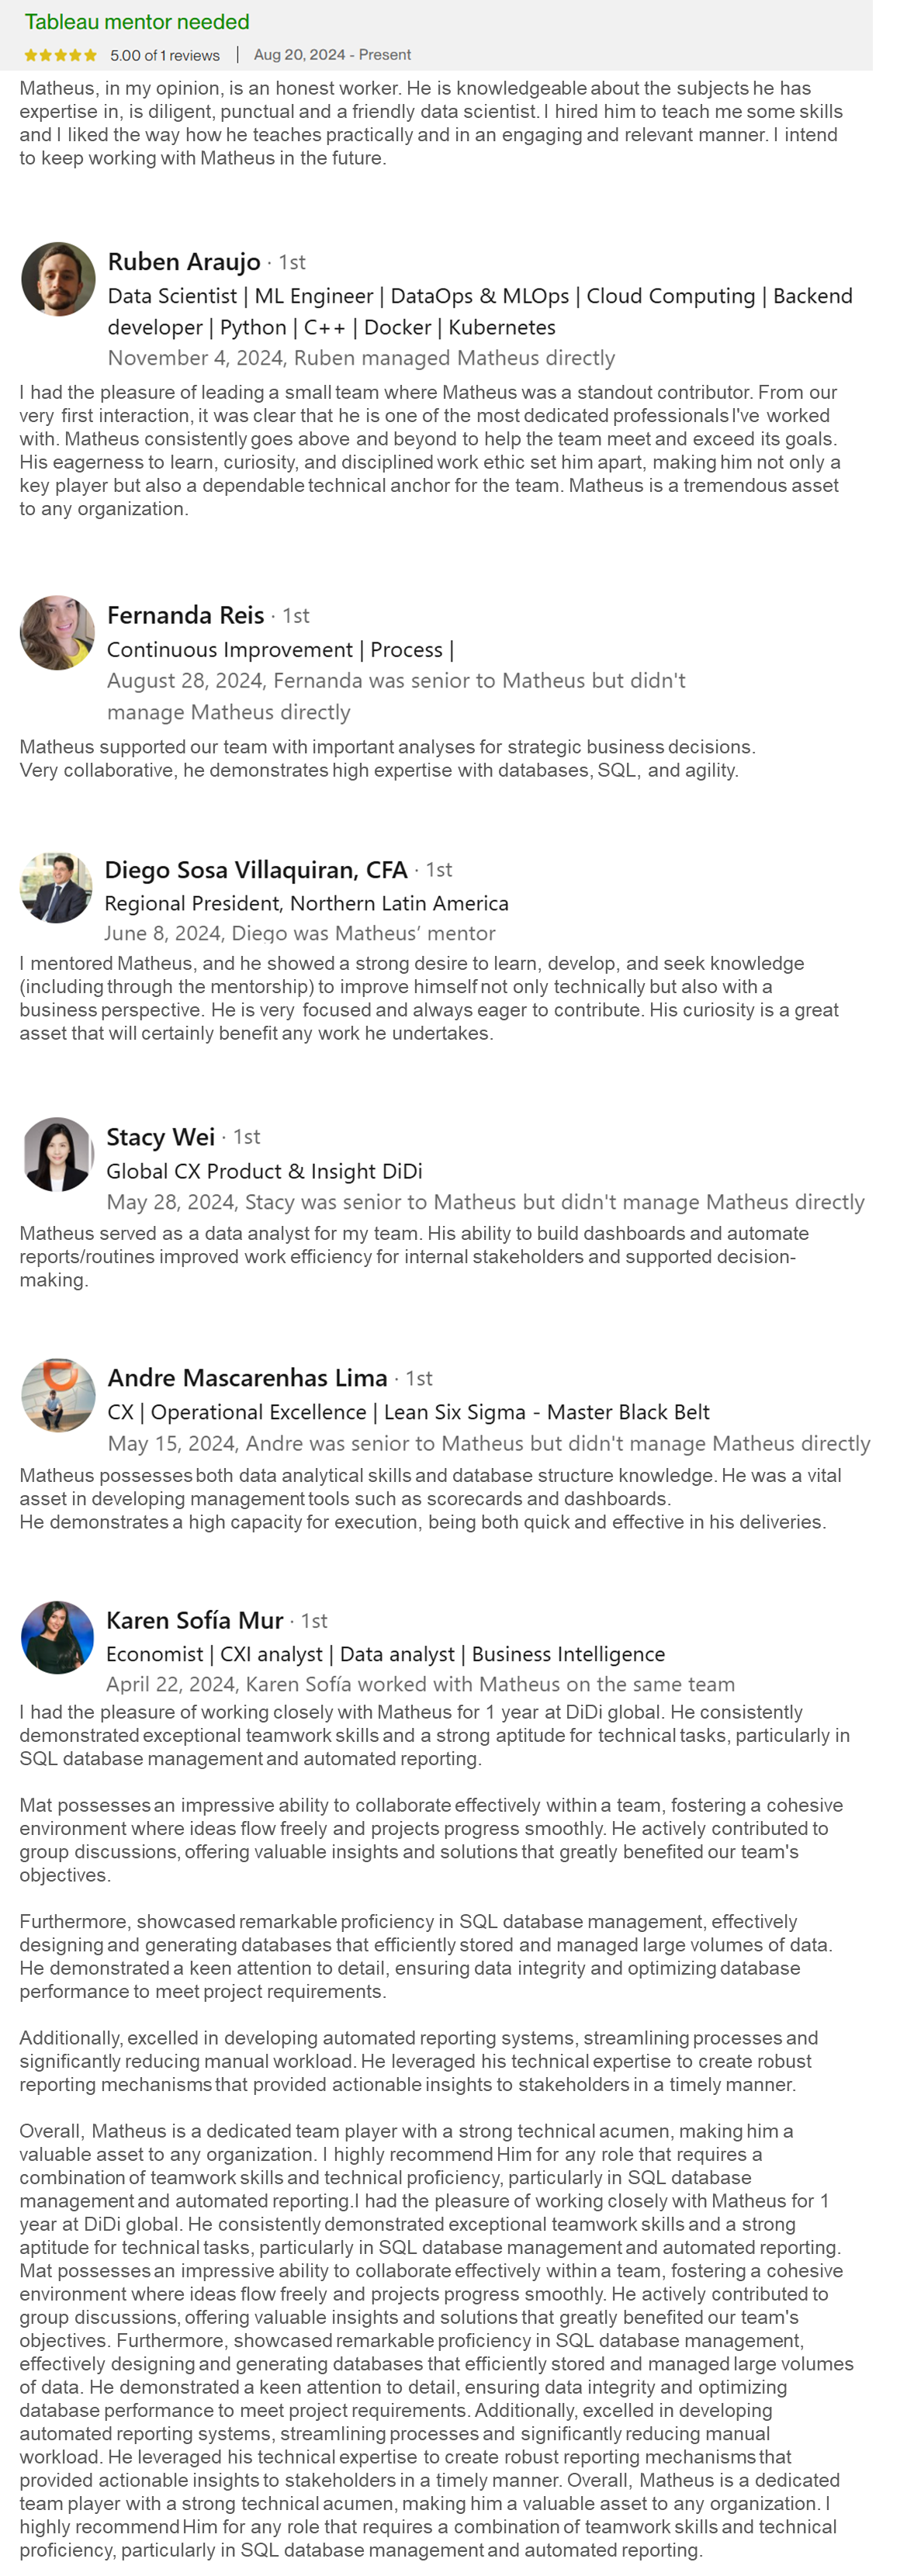 Tableau mentor needed
5.00 of 1 reviews | Aug 20, 2024 - Present
Matheus, in my opinion, is an honest worker. He is knowledgeable about the subjects he has
expertise in, is diligent, punctual and a friendly data scientist. I hired him to teach me some skills
and I liked the way how he teaches practically and in an engaging and relevant manner. I intend
to keep working with Matheus in the future.
Ruben Araujo · 1st
Data Scientist | ML Engineer | DataOps & MLOps | Cloud Computing | Backend
developer | Python | C++ | Docker | Kubernetes
November 4, 2024, Ruben managed Matheus directly
I had the pleasure of leading a small team where Matheus was a standout contributor. From our
very first interaction, it was clear that he is one of the most dedicated professionals I've worked
with. Matheus consistently goes above and beyond to help the team meet and exceed its goals.
His eagerness to learn, curiosity, and disciplined work ethic set him apart, making him not only a
key player but also a dependable technical anchor for the team. Matheus is a tremendous asset
to any organization.
Fernanda Reis · 1st
Continuous Improvement | Process |
August 28, 2024, Fernanda was senior to Matheus but didn't
manage Matheus directly
Matheus supported our team with important analyses for strategic business decisions.
Very collaborative, he demonstrates high expertise with databases, SQL, and agility.
Diego Sosa Villaquiran, CFA · 1st
Regional President, Northern Latin America
June 8, 2024, Diego was Matheus’ mentor
I mentored Matheus, and he showed a strong desire to learn, develop, and seek knowledge
(including through the mentorship) to improve himself not only technically but also with a
business perspective. He is very focused and always eager to contribute. His curiosity is a great
asset that will certainly benefit any work he undertakes.
Stacy Wei · 1st
Global CX Product & Insight DiDi
May 28, 2024, Stacy was senior to Matheus but didn't manage Matheus directly
Matheus served as a data analyst for my team. His ability to build dashboards and automate
reports/routines improved work efficiency for internal stakeholders and supported decision-
making.
Andre Mascarenhas Lima · 1st
CX | Operational Excellence | Lean Six Sigma - Master Black Belt
May 15, 2024, Andre was senior to Matheus but didn't manage Matheus directly
Matheus possesses both data analytical skills and database structure knowledge. He was a vital
asset in developing management tools such as scorecards and dashboards.
He demonstrates a high capacity for execution, being both quick and effective in his deliveries.
Karen Sofía Mur · 1st
Economist | CXI analyst | Data analyst | Business Intelligence
April 22, 2024, Karen Sofía worked with Matheus on the same team
I had the pleasure of working closely with Matheus for 1 year at DiDi global. He consistently
demonstrated exceptional teamwork skills and a strong aptitude for technical tasks, particularly in
SQL database management and automated reporting.
Mat possesses an impressive ability to collaborate effectively within a team, fostering a cohesive
environment where ideas flow freely and projects progress smoothly. He actively contributed to
group discussions, offering valuable insights and solutions that greatly benefited our team's
objectives.
Furthermore, showcased remarkable proficiency in SQL database management, effectively
designing and generating databases that efficiently stored and managed large volumes of data.
He demonstrated a keen attention to detail, ensuring data integrity and optimizing database
performance to meet project requirements.
Additionally, excelled in developing automated reporting systems, streamlining processes and
significantly reducing manual workload. He leveraged his technical expertise to create robust
reporting mechanisms that provided actionable insights to stakeholders in a timely manner.
Overall, Matheus is a dedicated team player with a strong technical acumen, making him a
valuable asset to any organization. I highly recommend Him for any role that requires a
combination of teamwork skills and technical proficiency, particularly in SQL database
management and automated reporting.I had the pleasure of working closely with Matheus for 1
year at DiDi global. He consistently demonstrated exceptional teamwork skills and a strong
aptitude for technical tasks, particularly in SQL database management and automated reporting.
Mat possesses an impressive ability to collaborate effectively within a team, fostering a cohesive
environment where ideas flow freely and projects progress smoothly. He actively contributed to
group discussions, offering valuable insights and solutions that greatly benefited our team's
objectives. Furthermore, showcased remarkable proficiency in SQL database management,
effectively designing and generating databases that efficiently stored and managed large volumes
of data. He demonstrated a keen attention to detail, ensuring data integrity and optimizing
database performance to meet project requirements. Additionally, excelled in developing
automated reporting systems, streamlining processes and significantly reducing manual
workload. He leveraged his technical expertise to create robust reporting mechanisms that
provided actionable insights to stakeholders in a timely manner. Overall, Matheus is a dedicated
team player with a strong technical acumen, making him a valuable asset to any organization. I
highly recommend Him for any role that requires a combination of teamwork skills and technical
proficiency, particularly in SQL database management and automated reporting.